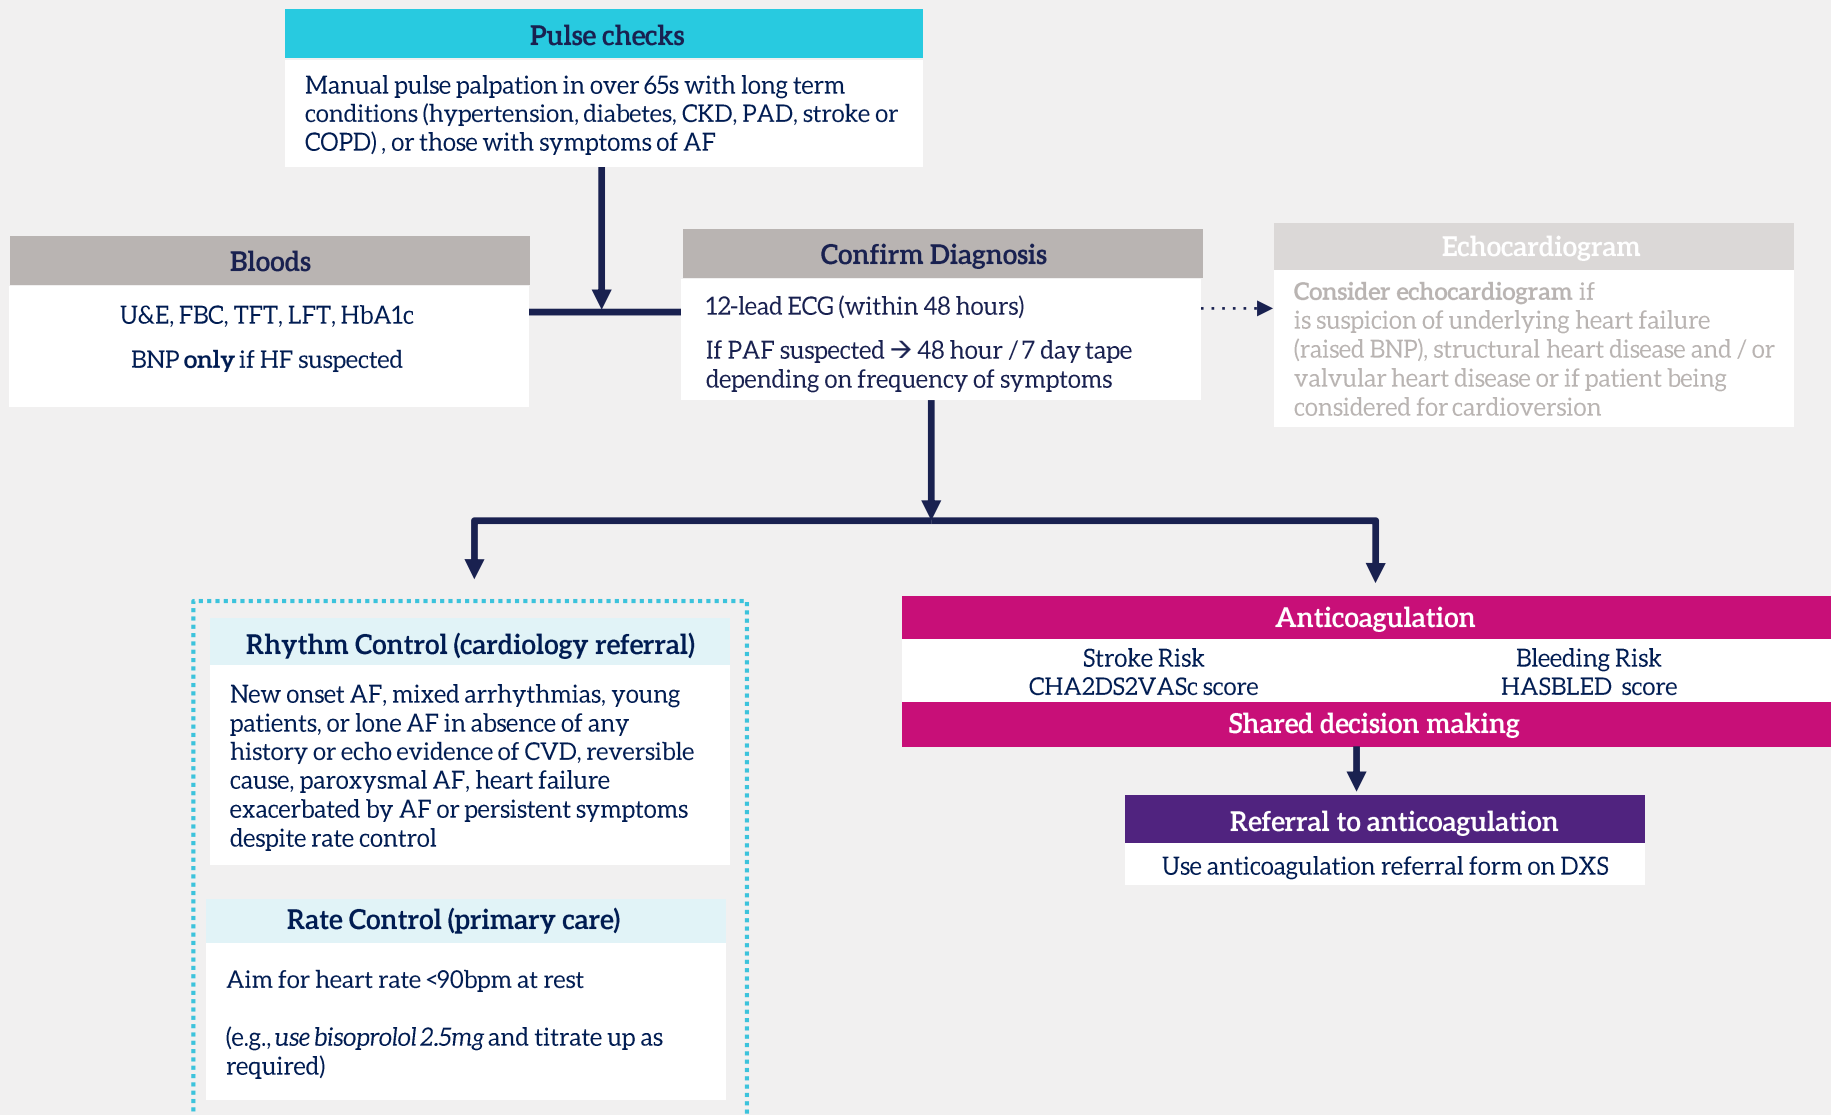 Pulse checks
Manual pulse palpation in over 65s with long term
conditions (hypertension, diabetes, CKD, PAD, stroke or
COPD) , or those with symptoms of AF
Bloods
U&E, FBC, TFT, LFT, HbA1c
BNP only if HF suspected
Confirm Diagnosis
12-lead ECG (within 48 hours)
If PAF suspected → 48 hour / 7 day tape
depending on frequency of symptoms
Echocardiogram
Consider echocardiogram if
is suspicion of underlying heart failure
(raised BNP), structural heart disease and / or
valvular heart disease or if patient being
considered for cardioversion
Rhythm Control (cardiology referral)
New onset AF, mixed arrhythmias, young
patients, or lone AF in absence of any
history or echo evidence of CVD, reversible
cause, paroxysmal AF, heart failure
exacerbated by AF or persistent symptoms
despite rate control
Rate Control (primary care)
Aim for heart rate <90bpm at rest
(e.g., use bisoprolol 2.5mg and titrate up as
required)
Anticoagulation
Stroke Risk
CHA2DS2VASc score
Bleeding Risk
HASBLED score
Shared decision making
Referral to anticoagulation
Use anticoagulation referral form on DXS